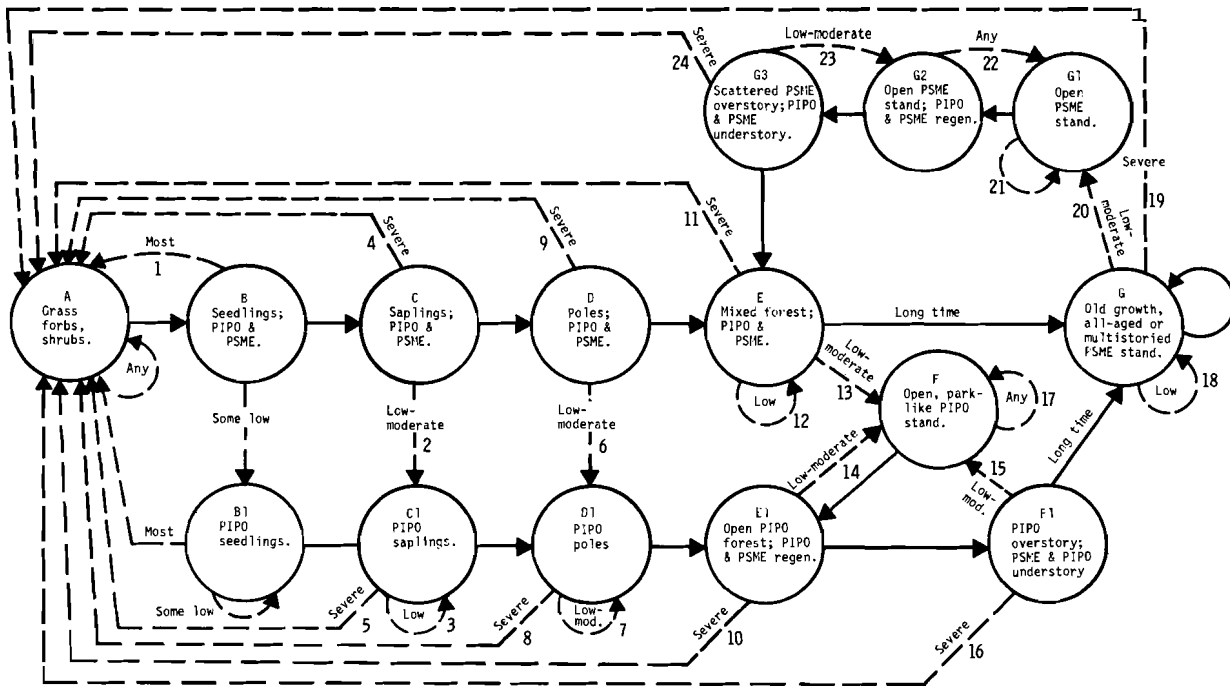 Severe
24
Low-moderate
23
Any
22
G3
Scattered PSME
overstory; PIPO
& PSME
understory.
G2
Open PSME
stand; PIPO
& PSME regen.
G1
Open
PSME
stand.
21
20
Low-
moderate
Severe
19
Most
1
4
Severe
9
Severe
11
Severe
A
Grass
forbs,
shrubs.
Any
B
Seedlings;
PIPO &
PSME.
C
Saplings;
PIPO &
PSME.
D
Poles;
PIPO &
PSME.
E
Mixed forest;
PIPO &
PSME.
Long time
G
Old growth,
all-aged or
multistoried
PSME stand.
Low
18
Low
12
Low-
moderate
13
F
Open, park-
like PIPO
stand.
Any
17
Some low
Low-
moderate
2
Low-
moderate
6
Low-moderate
14
15
Low-
mod.
Long time
Most
B1
PIPO
seedlings.
C1
PIPO
saplings.
D1
PIPO
poles
E1
Open PIPO
forest; PIPO
& PSME regen.
F1
PIPO
overstory;
PSME & PIPO
understory
Some low
Severe
5
Low
3
Severe
8
Low-
mod.
7
Severe
10
Severe
16